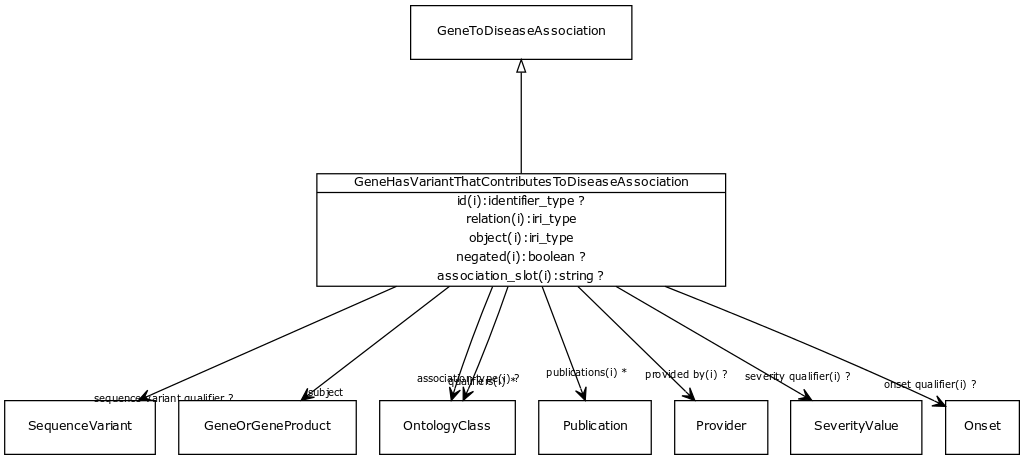 GeneToDiseaseAssociation
GeneHasVariantThatContributesToDiseaseAssociation
id(i):identifier_type ?
relation(i):iri_type
object(i):iri_type
negated(i):boolean ?
association_slot(i):string ?
publications(i) *
provided by(i) ?
severity qualifier(i) ?
association type(i) ?
qualifiers(i) *
onset qualifier(i) ?
subject
sequence variant qualifier ?
SequenceVariant
GeneOrGeneProduct
OntologyClass
Publication
Provider
SeverityValue
Onset